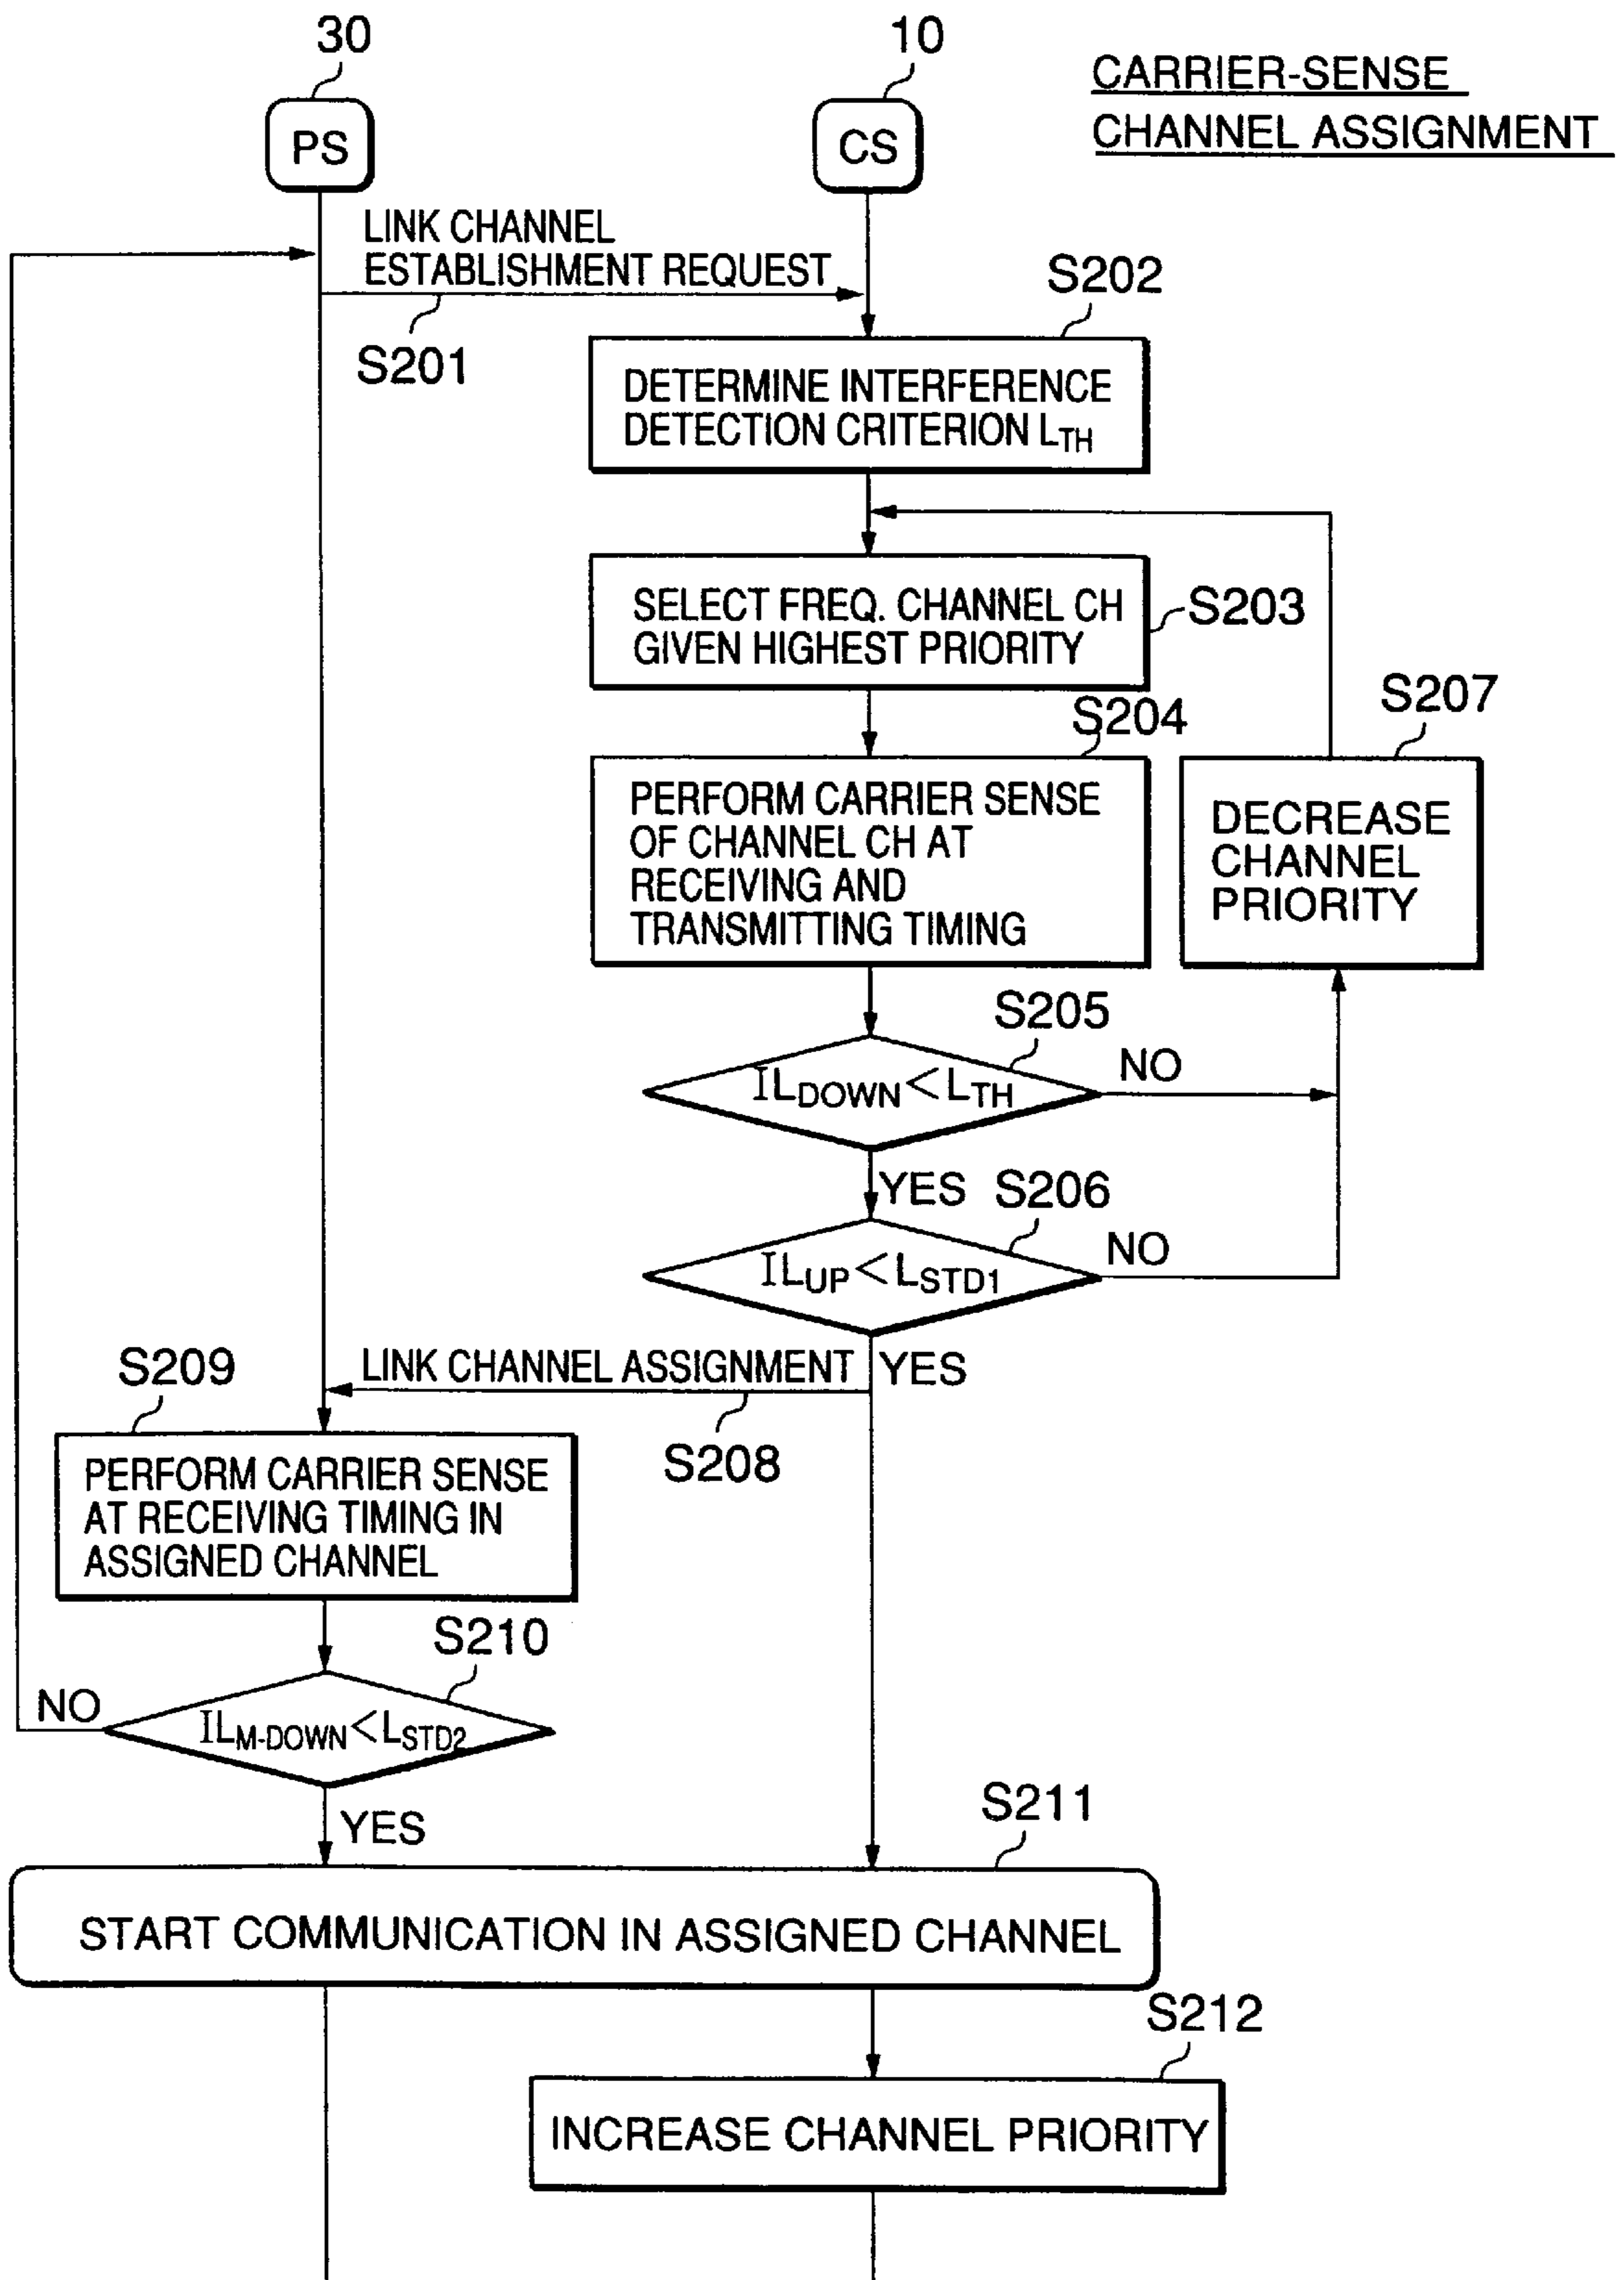 30
10
CARRIER-SENSE
CHANNEL ASSIGNMENT
PS
CS
LINK CHANNEL
ESTABLISHMENT REQUEST
S201
S202
DETERMINE INTERFERENCE
DETECTION CRITERION LTH
SELECT FREQ. CHANNEL CH
GIVEN HIGHEST PRIORITY
S203
S204
PERFORM CARRIER SENSE
OF CHANNEL CH AT
RECEIVING AND
TRANSMITTING TIMING
S207
DECREASE
CHANNEL
PRIORITY
S205
ILDOWN<LTH
NO
YES
S206
ILUP<LSTD1
NO
YES
LINK CHANNEL ASSIGNMENT
S208
S209
PERFORM CARRIER SENSE
AT RECEIVING TIMING IN
ASSIGNED CHANNEL
S210
ILM-DOWN<LSTD2
NO
YES
S211
START COMMUNICATION IN ASSIGNED CHANNEL
S212
INCREASE CHANNEL PRIORITY